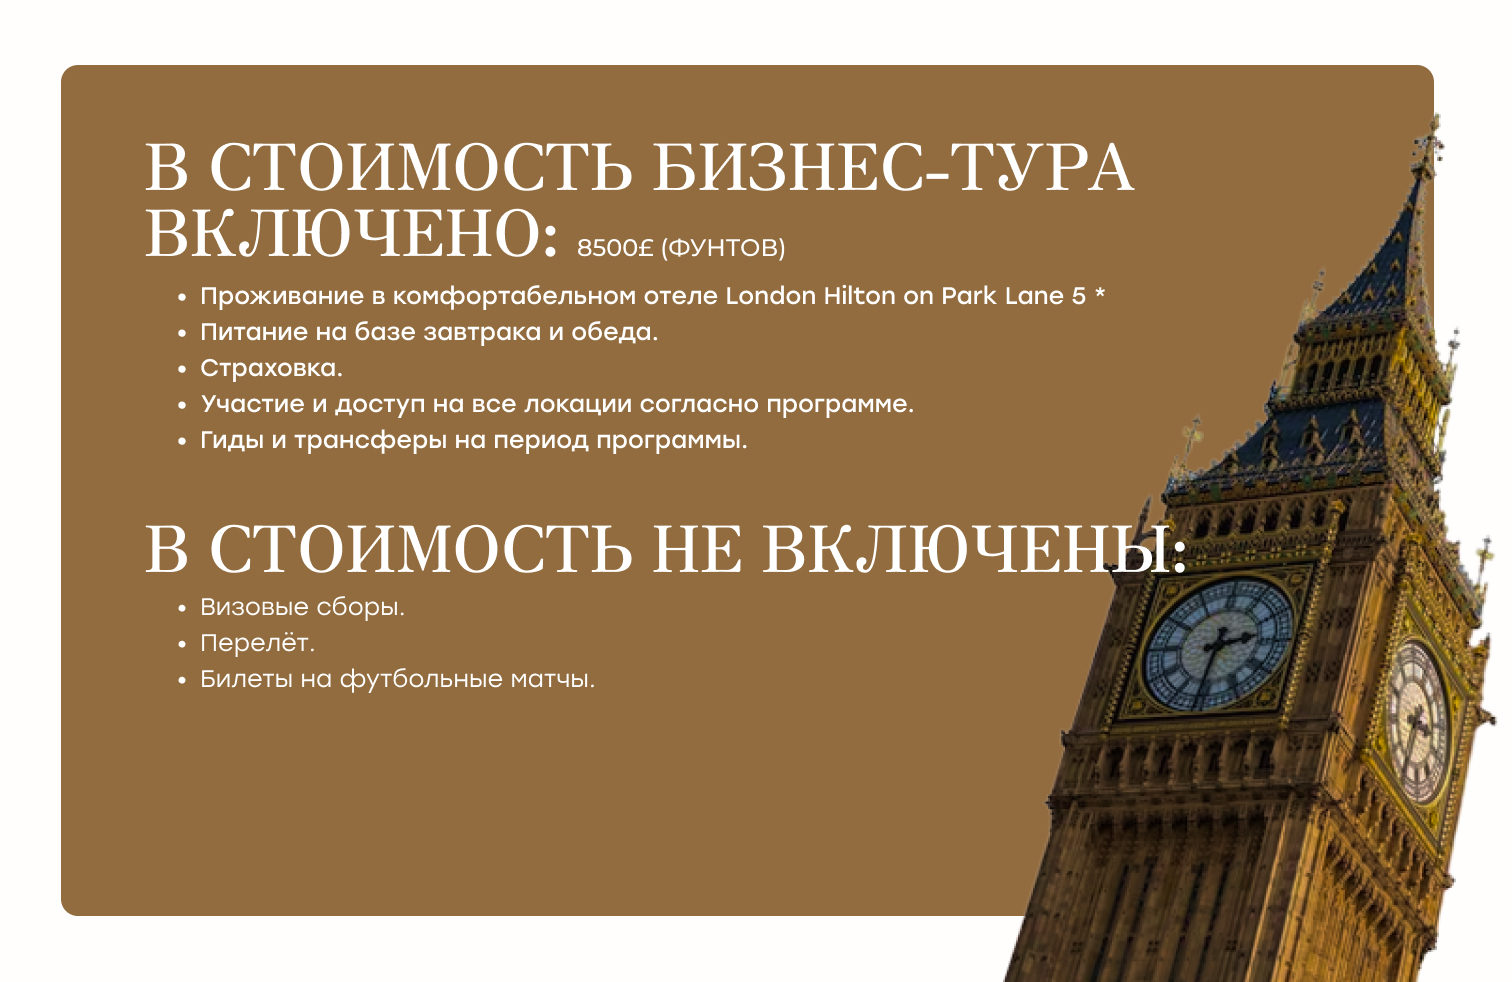 В СТОИМОСТЬ БИЗНЕС-ТУРА
ВКЛЮЧЕНО: 8500£ (ФУНТОВ)
• Проживание в комфортабельном отеле London Hilton on Park Lane 5 *
• Питание на базе завтрака и обеда.
• Страховка.
• Участие и доступ на все локации согласно программе.
• Гиды и трансферы на период программы.
В СТОИМОСТЬ НЕ ВКЛЮЧЕНЫ:
• Визовые сборы.
• Перелёт.
• Билеты на футбольные матчы.